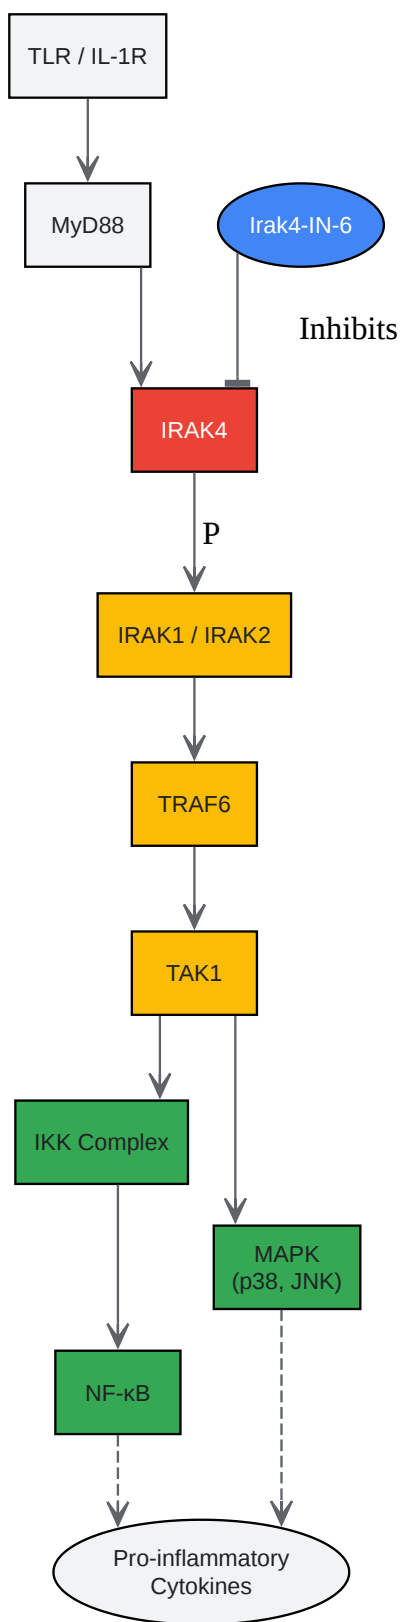 TLR / IL-1R
MyD88
Irak4-IN-6
Inhibits
IRAK4
P
IRAK1 / IRAK2
TRAF6
TAK1
IKK Complex
MAPK
(p38, JNK)
NF-κB
Pro-inflammatory
Cytokines